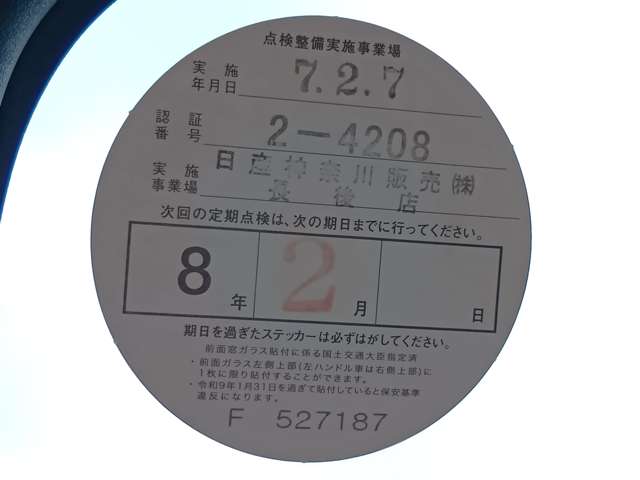 点検整備実施事業場
実施年月日 7.2.7
認証番号 2-4208
実施事業場 日産神奈川販売㈱
長後店
次回の定期点検は、次の期日までに行ってください。
8年 2月 日
期日を過ぎたステッカーは必ずはがしてください。
前面窓ガラス貼付に係る国土交通大臣指定済
・前面ガラス左側上部(左ハンドル車は右側上部)に
1枚に限り貼付することができます。
・令和9年1月31日を過ぎて貼付していると保安基準
違反になります。
F 527187